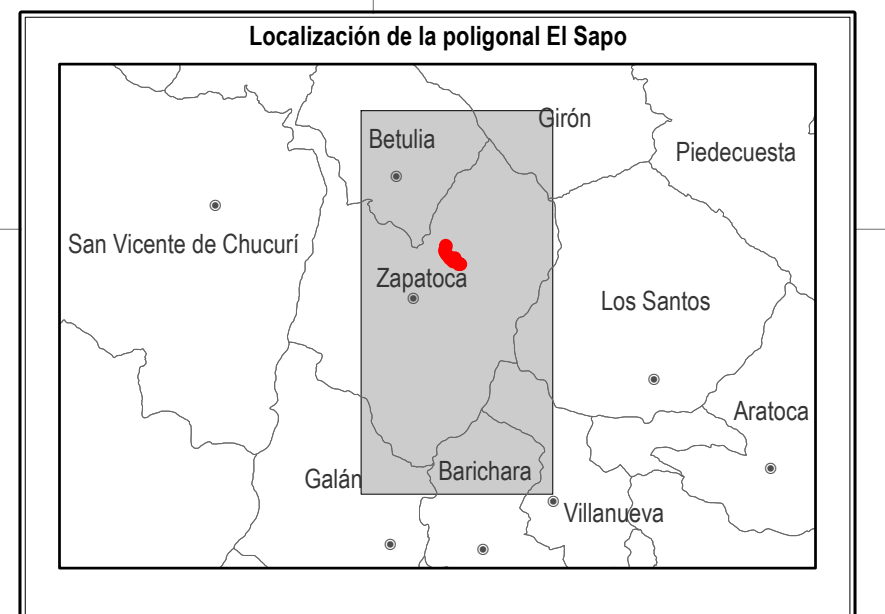 Localización de la poligonal El Sapo
Girón
Betulia
Piedecuesta
San Vicente de Chucurí
Zapatoca
Los Santos
Aratoca
Galán
Barichara
Villanueva